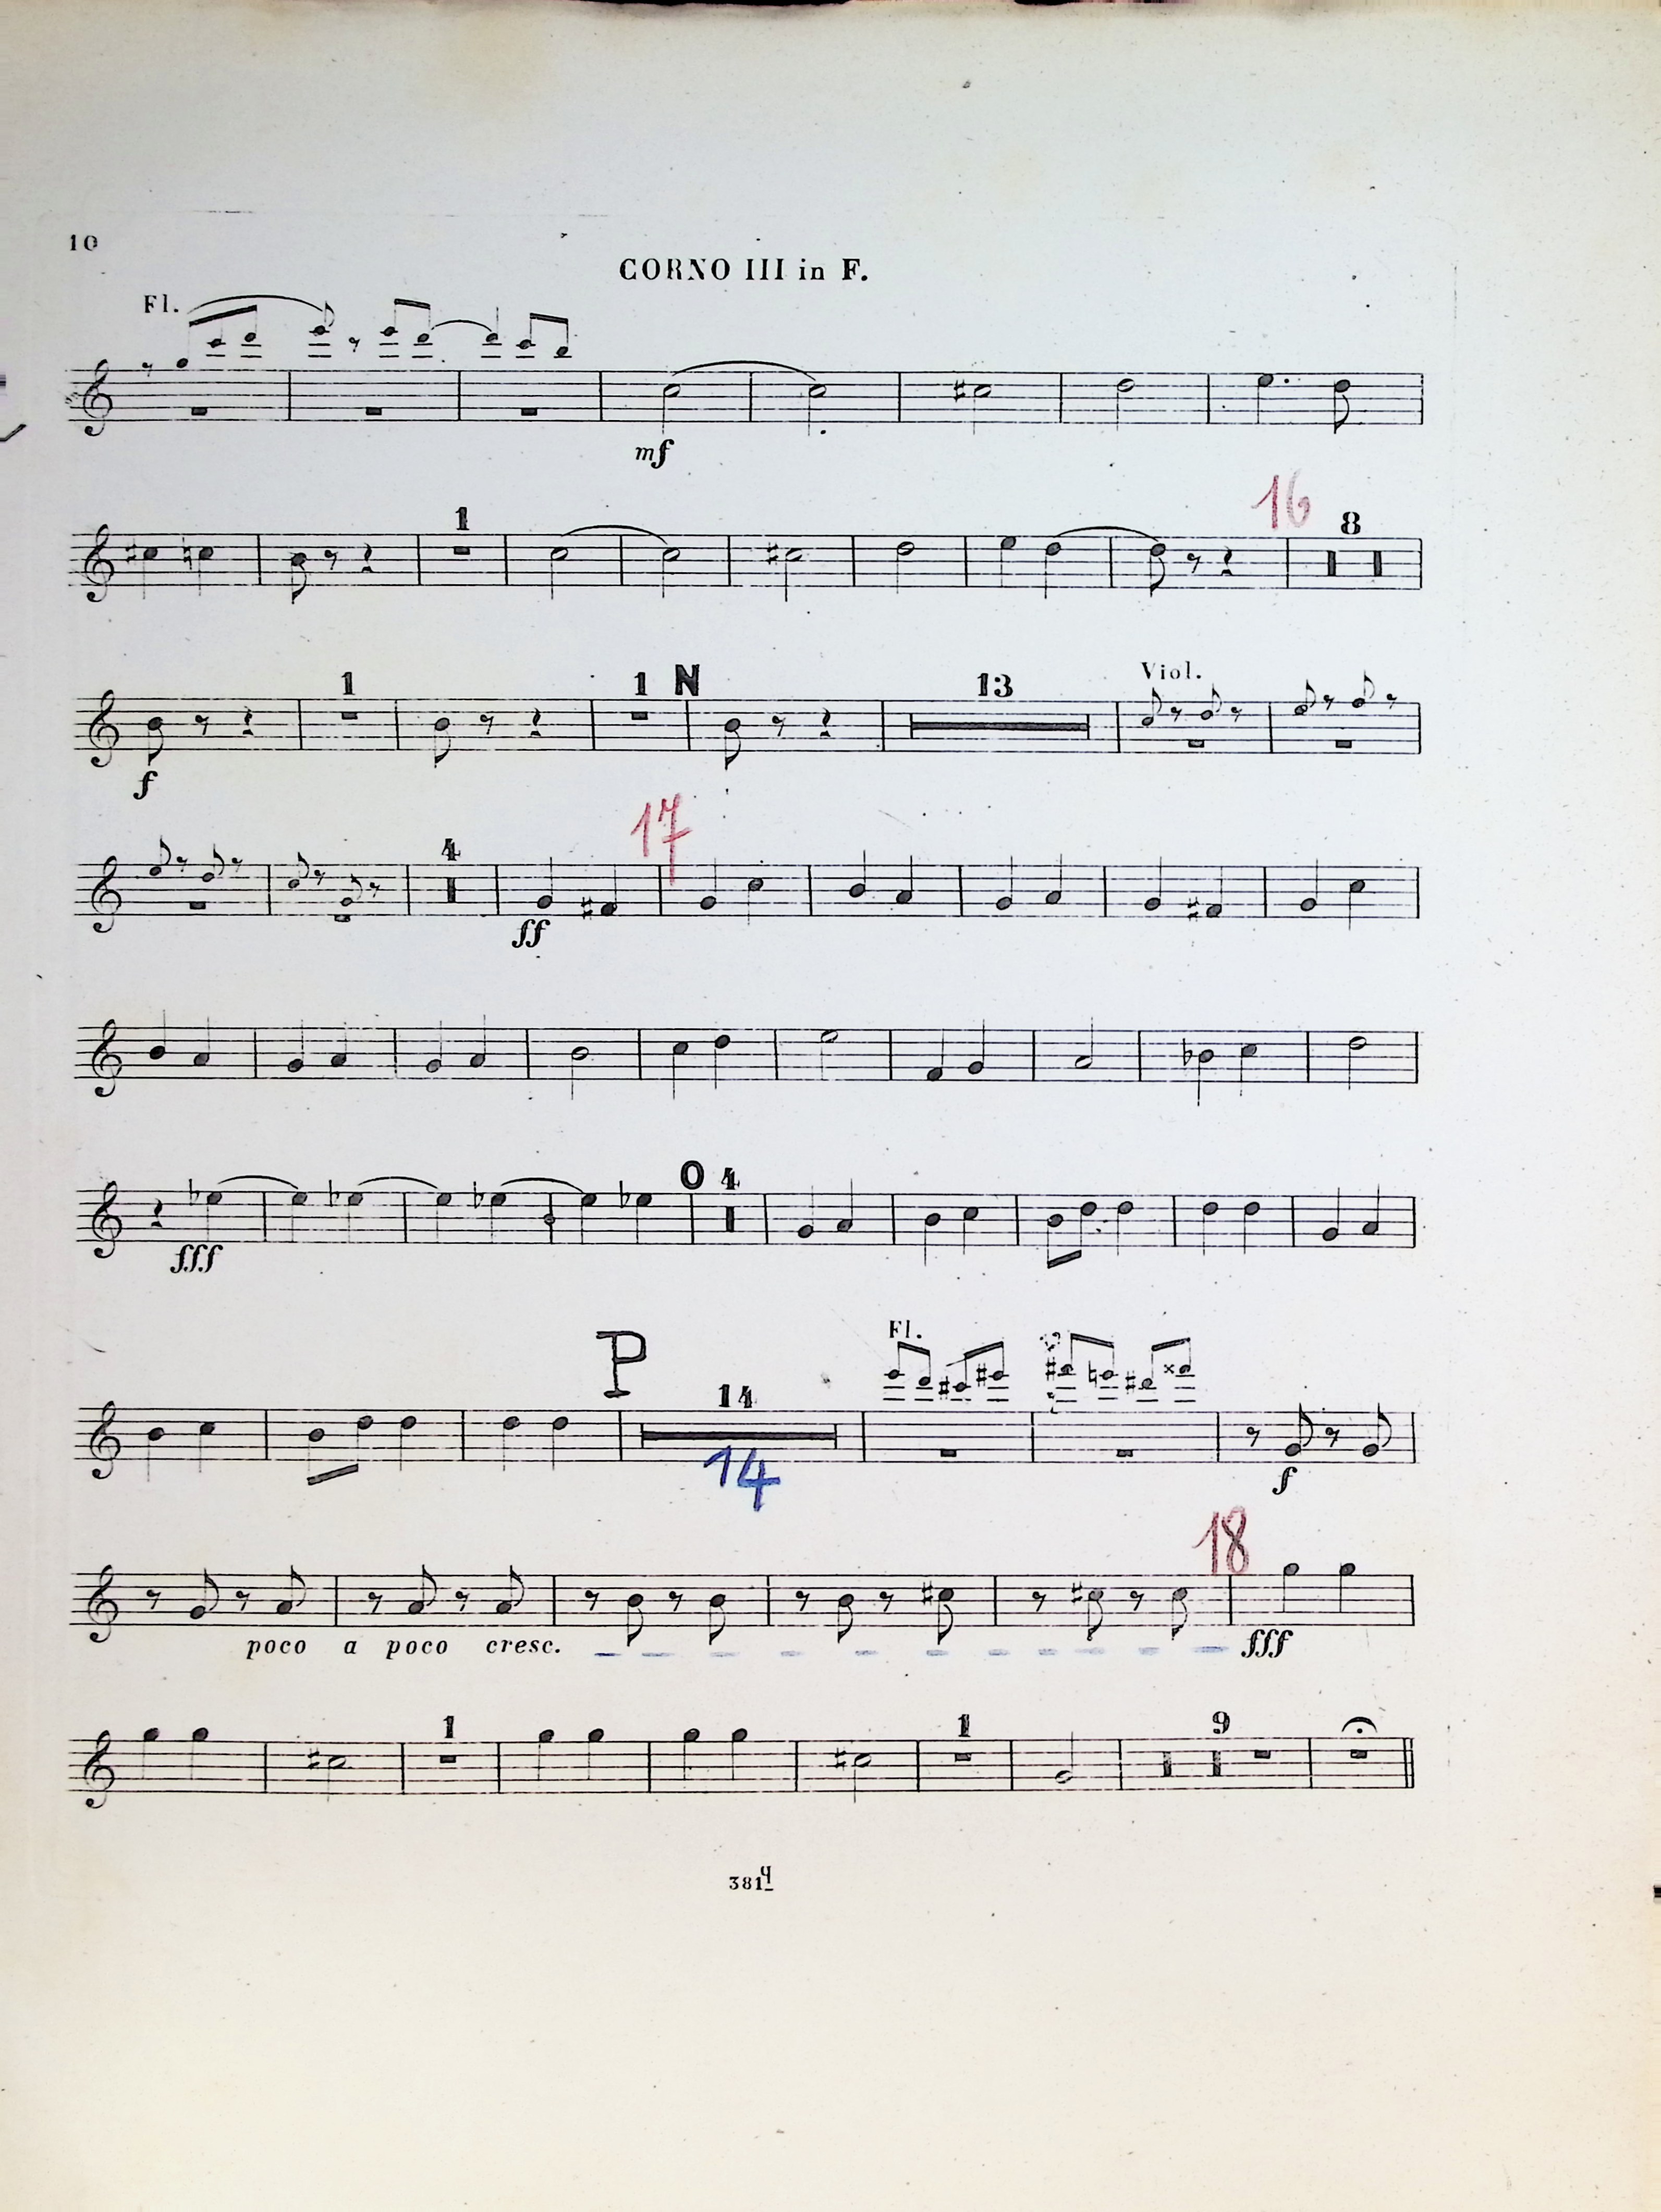 10
CORNO III in F.
Fl.
mf
16
1 8
1 1 N 13 Viol.
f
17
4
ff
O 4
fff
P
Fl.
14
14
f
18
poco a poco cresc.
fff
1 1 9
3814